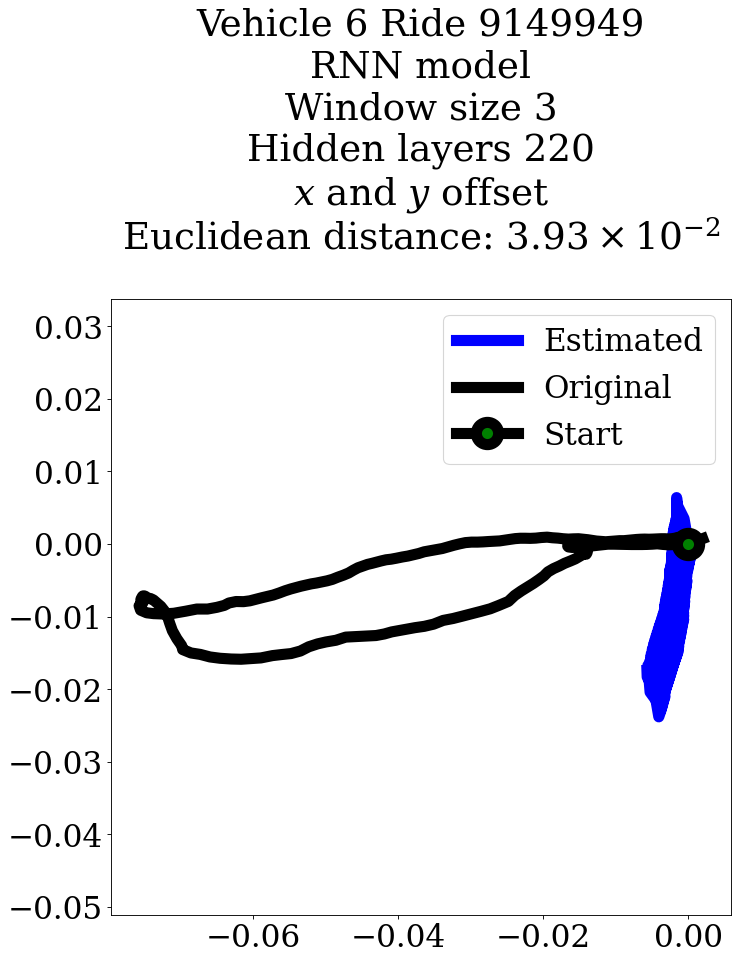 Vehicle 6 Ride 9149949
RNN model
Window size 3
Hidden layers 220
x and y offset
Euclidean distance: 3.93 × 10⁻²
Estimated
Original
Start
0.03
0.02
0.01
0.00
−0.01
−0.02
−0.03
−0.04
−0.05
−0.06 −0.04 −0.02 0.00